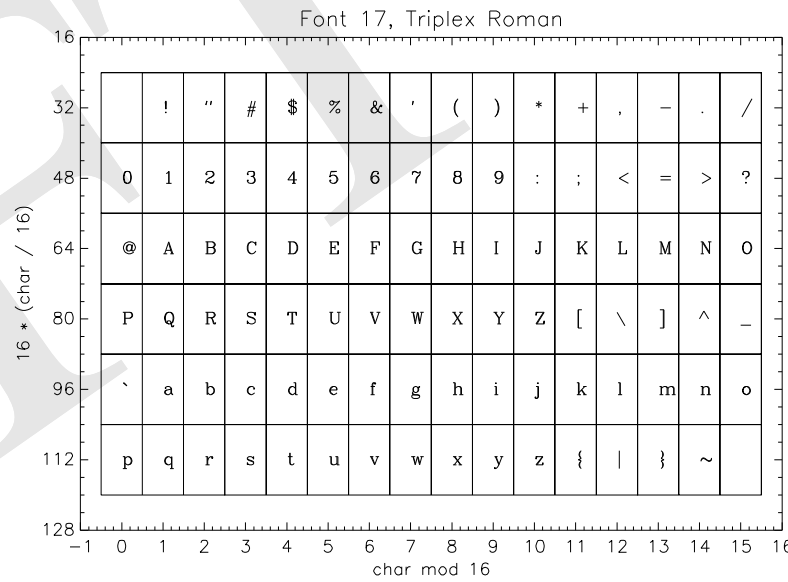 Font 17, Triplex Roman
16
32 ! " # $ % & ' ( ) * + , − . /
48 0 1 2 3 4 5 6 7 8 9 : ; < = > ?
64 @ A B C D E F G H I J K L M N O
80 P Q R S T U V W X Y Z [ \ ] ^ _
96 ` a b c d e f g h i j k l m n o
112 p q r s t u v w x y z { | } ~
128
−1 0 1 2 3 4 5 6 7 8 9 10 11 12 13 14 15 16
char mod 16
16 * (char / 16)